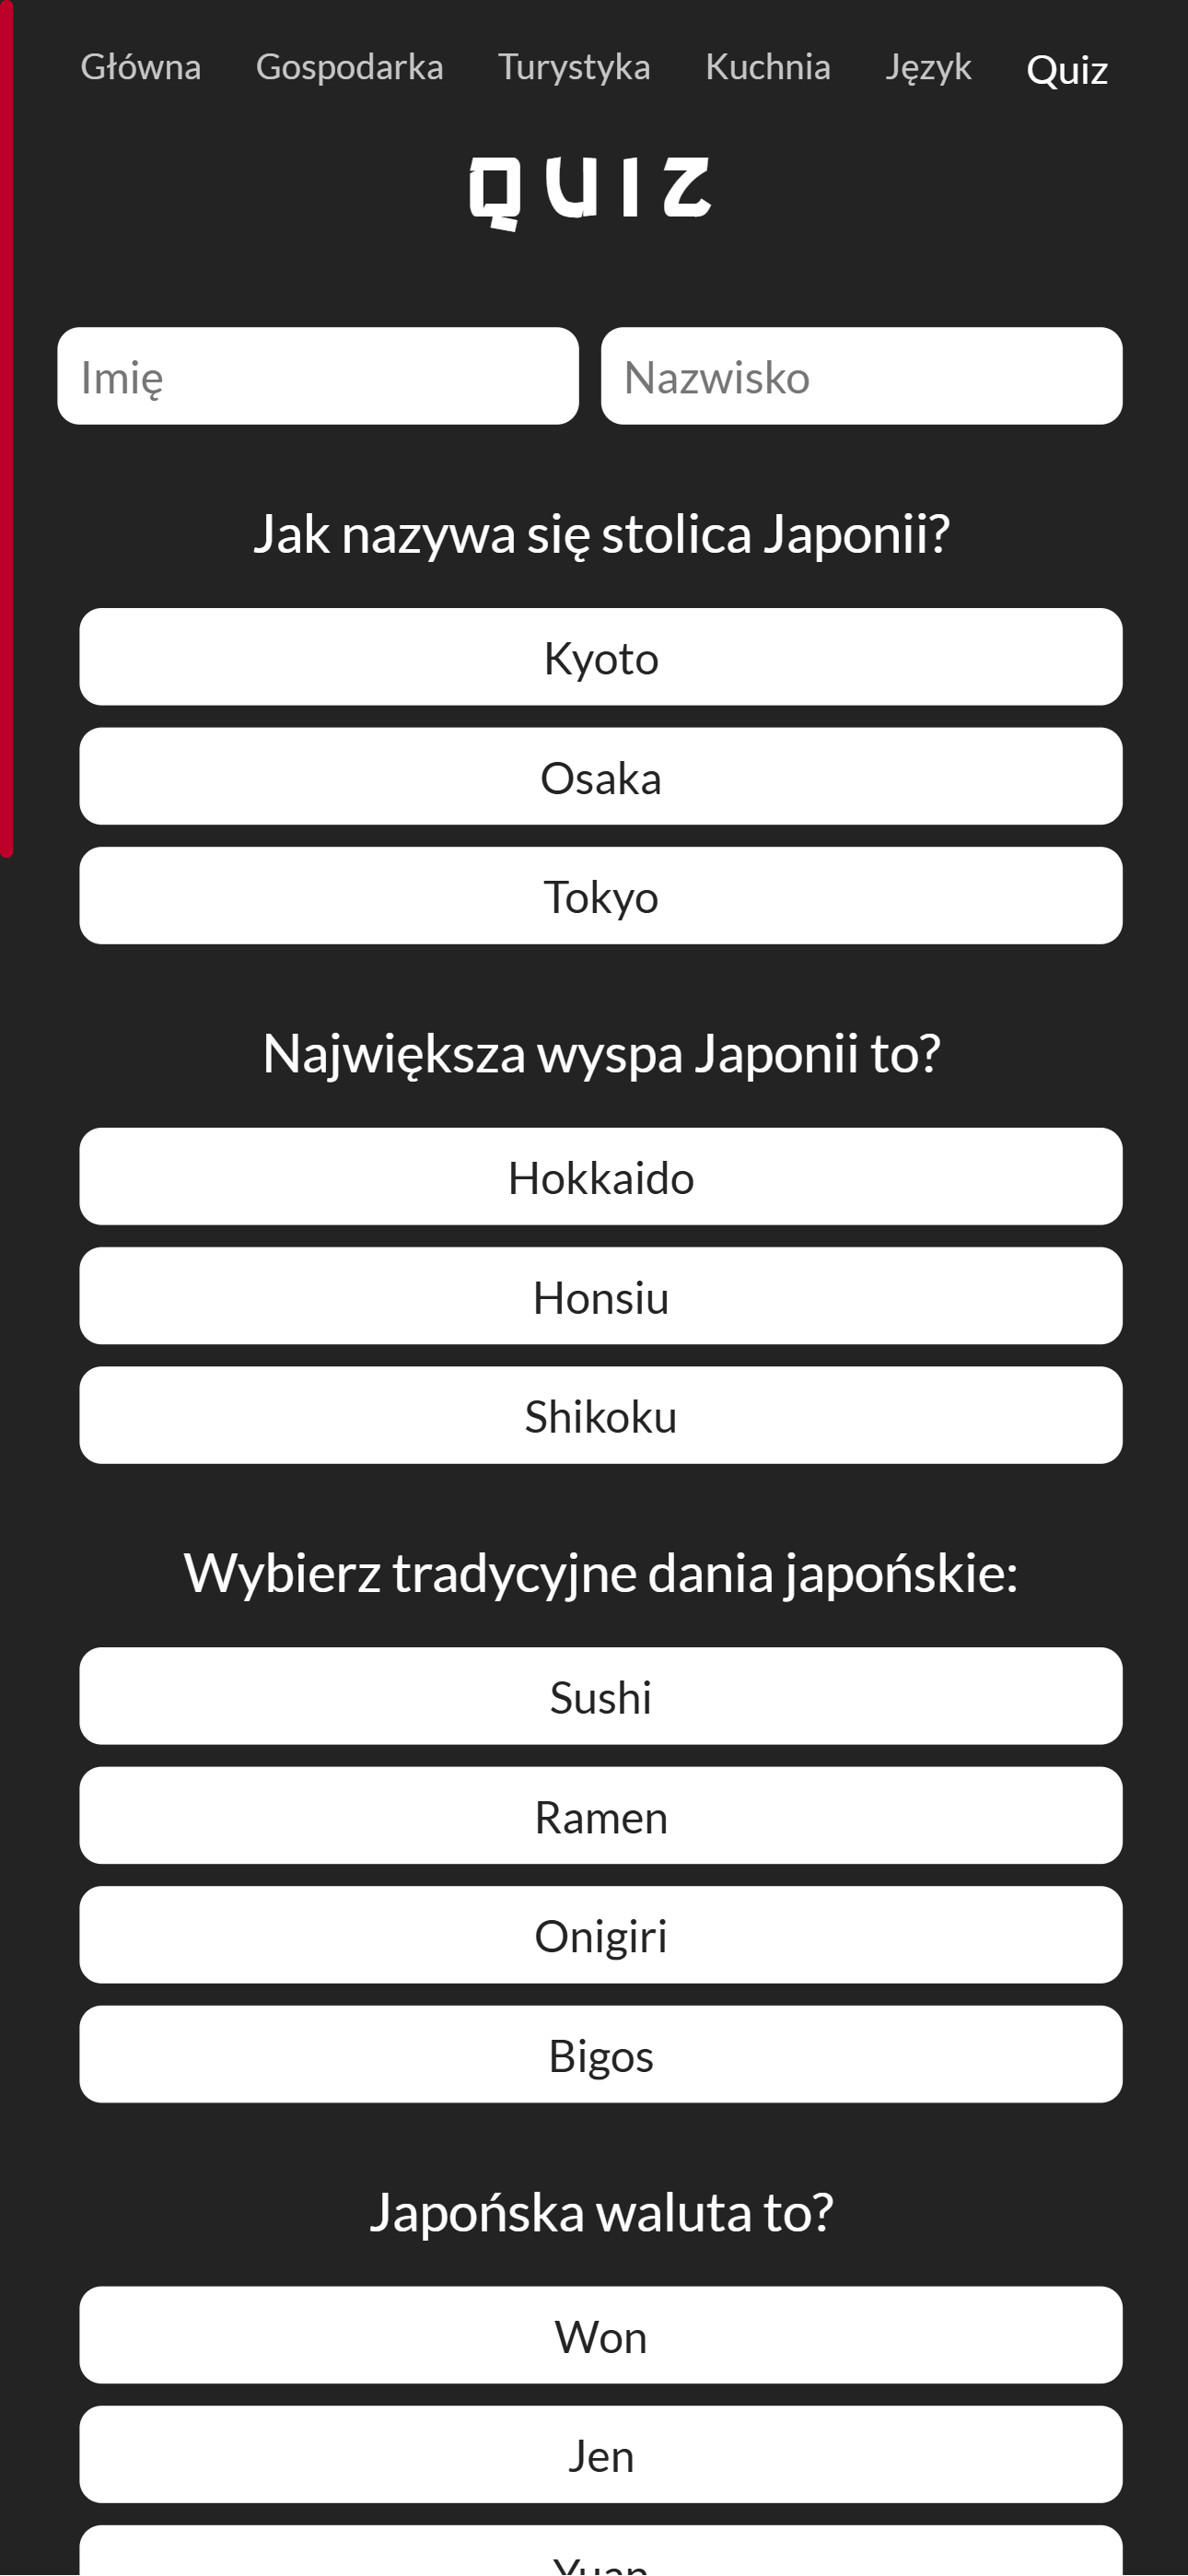 Główna Gospodarka Turystyka Kuchnia Język Quiz
QUIZ
Imię Nazwisko
Jak nazywa się stolica Japonii?
Kyoto
Osaka
Tokyo
Największa wyspa Japonii to?
Hokkaido
Honsiu
Shikoku
Wybierz tradycyjne dania japońskie:
Sushi
Ramen
Onigiri
Bigos
Japońska waluta to?
Won
Jen
Yuan